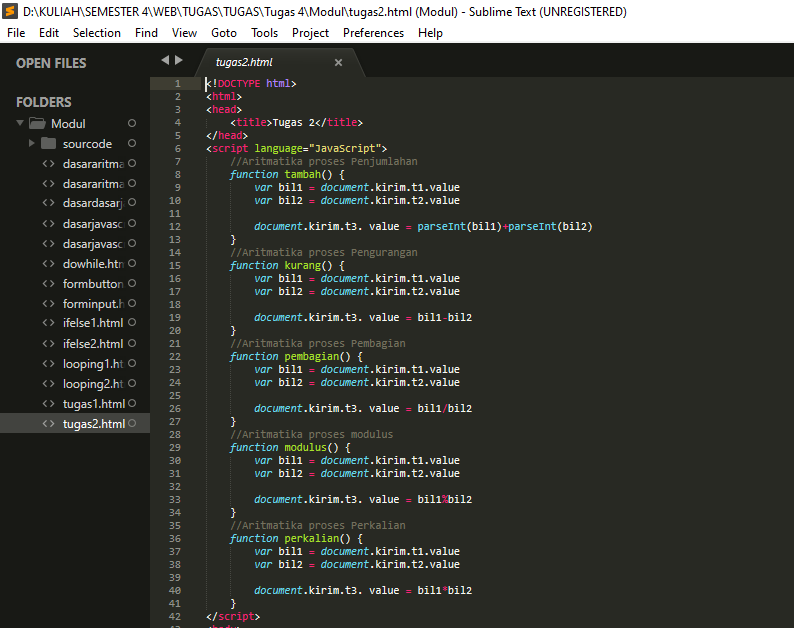 D:\KULIAH\SEMESTER 4\WEB\TUGAS\TUGAS\Tugas 4\Modul\tugas2.html (Modul) - Sublime Text (UNREGISTERED)
File Edit Selection Find View Goto Tools Project Preferences Help
OPEN FILES
FOLDERS
Modul
sourcode
dasararitma
dasararitma
dasardasarj
dasarjavasc
dasarjavasc
dowhile.htm
formbutton
forminput.h
ifelse1.html
ifelse2.html
looping1.ht
looping2.ht
tugas1.html
tugas2.html
tugas2.html ×
1 <!DOCTYPE html>
2 <html>
3 <head>
4 <title>Tugas 2</title>
5 </head>
6 <script language="JavaScript">
7 //Aritmatika proses Penjumlahan
8 function tambah() {
9 var bil1 = document.kirim.t1.value
10 var bil2 = document.kirim.t2.value
11
12 document.kirim.t3. value = parseInt(bil1)+parseInt(bil2)
13 }
14 //Aritmatika proses Pengurangan
15 function kurang() {
16 var bil1 = document.kirim.t1.value
17 var bil2 = document.kirim.t2.value
18
19 document.kirim.t3. value = bil1-bil2
20 }
21 //Aritmatika proses Pembagian
22 function pembagian() {
23 var bil1 = document.kirim.t1.value
24 var bil2 = document.kirim.t2.value
25
26 document.kirim.t3. value = bil1/bil2
27 }
28 //Aritmatika proses modulus
29 function modulus() {
30 var bil1 = document.kirim.t1.value
31 var bil2 = document.kirim.t2.value
32
33 document.kirim.t3. value = bil1%bil2
34 }
35 //Aritmatika proses Perkalian
36 function perkalian() {
37 var bil1 = document.kirim.t1.value
38 var bil2 = document.kirim.t2.value
39
40 document.kirim.t3. value = bil1*bil2
41 }
42 </script>